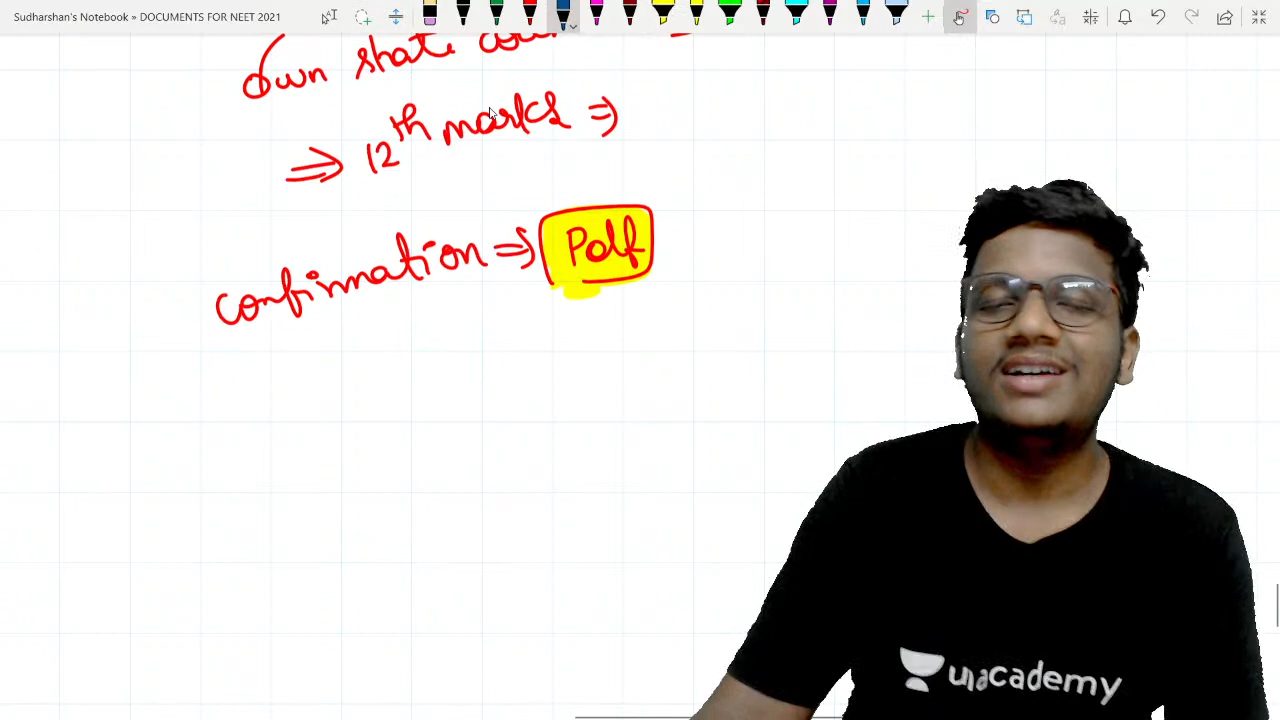 Sudharshan's Notebook » DOCUMENTS FOR NEET 2021
own state
⇒ 12th marks ⇒
confirmation ⇒ Pdf
unacademy